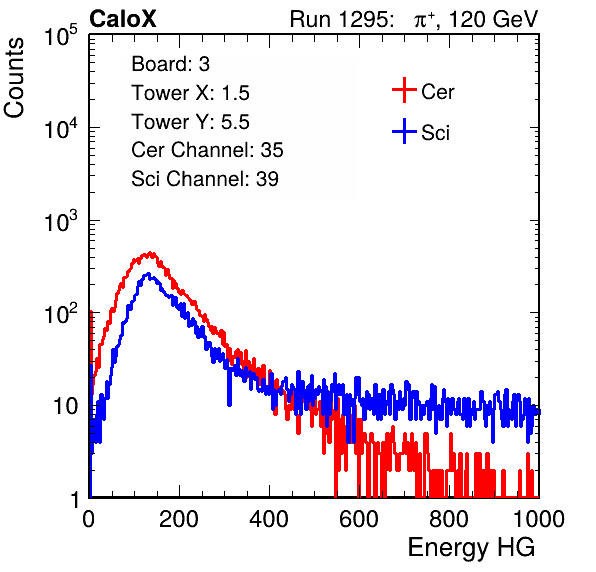 CaloX Run 1295: π⁺, 120 GeV
Counts
10⁵
10⁴
10³
10²
10
1
Board: 3
Tower X: 1.5
Tower Y: 5.5
Cer Channel: 35
Sci Channel: 39
Cer
Sci
0 200 400 600 800 1000
Energy HG